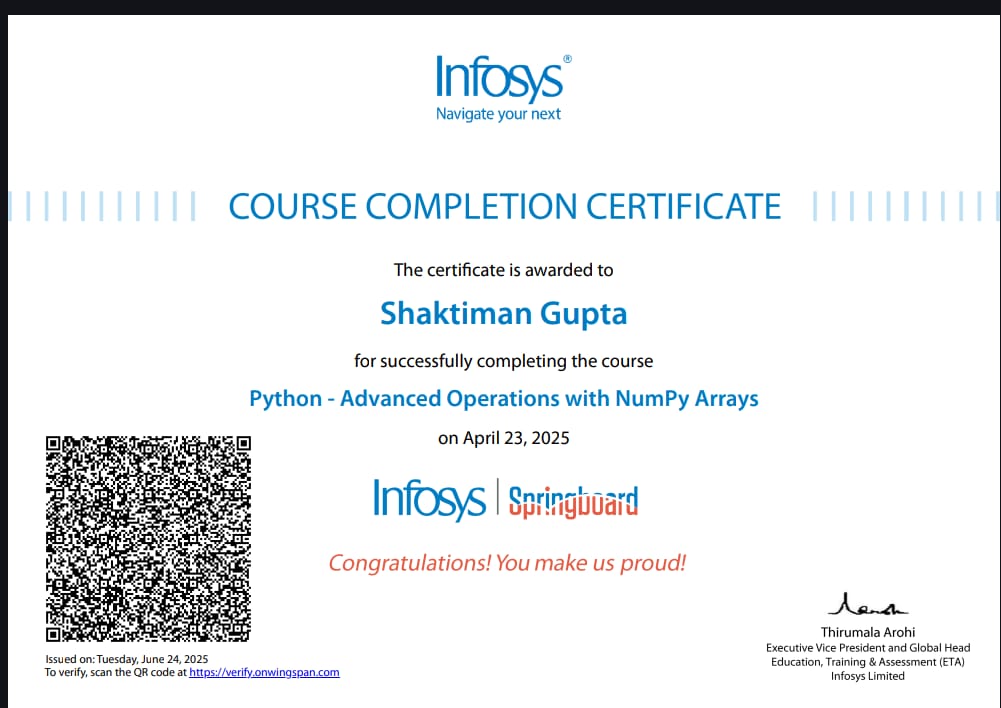 Infosys®
Navigate your next
COURSE COMPLETION CERTIFICATE
The certificate is awarded to
Shaktiman Gupta
for successfully completing the course
Python - Advanced Operations with NumPy Arrays
on April 23, 2025
Infosys | Springboard
Congratulations! You make us proud!
Issued on: Tuesday, June 24, 2025
To verify, scan the QR code at https://verify.onwingspan.com
Thirumala Arohi
Executive Vice President and Global Head
Education, Training & Assessment (ETA)
Infosys Limited